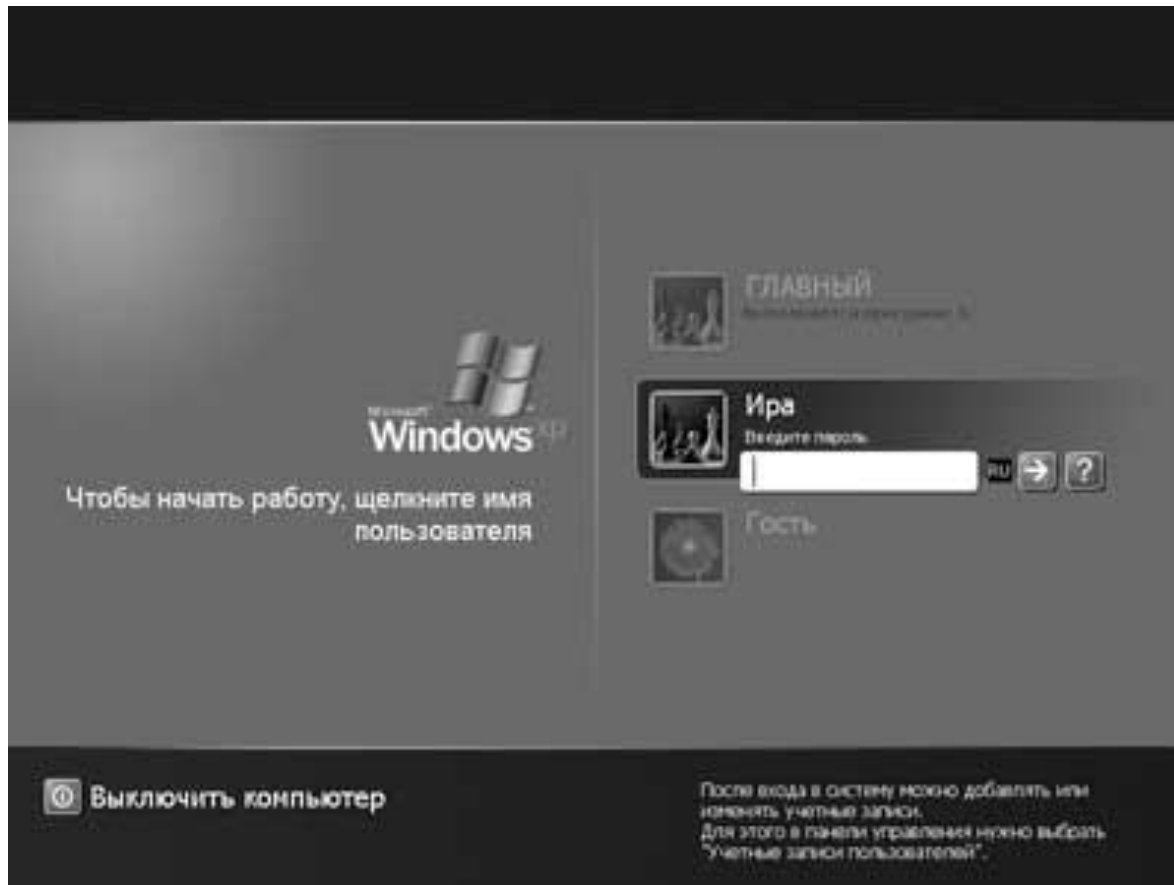 ГЛАВНЫЙ
Ира
Введите пароль
RU
?
Гость
Microsoft
Windows xp
Чтобы начать работу, щелкните имя
пользователя
Выключить компьютер
После входа в систему можно добавлять или
изменять учетные записи.
Для этого в панели управления нужно выбрать
"Учетные записи пользователей".